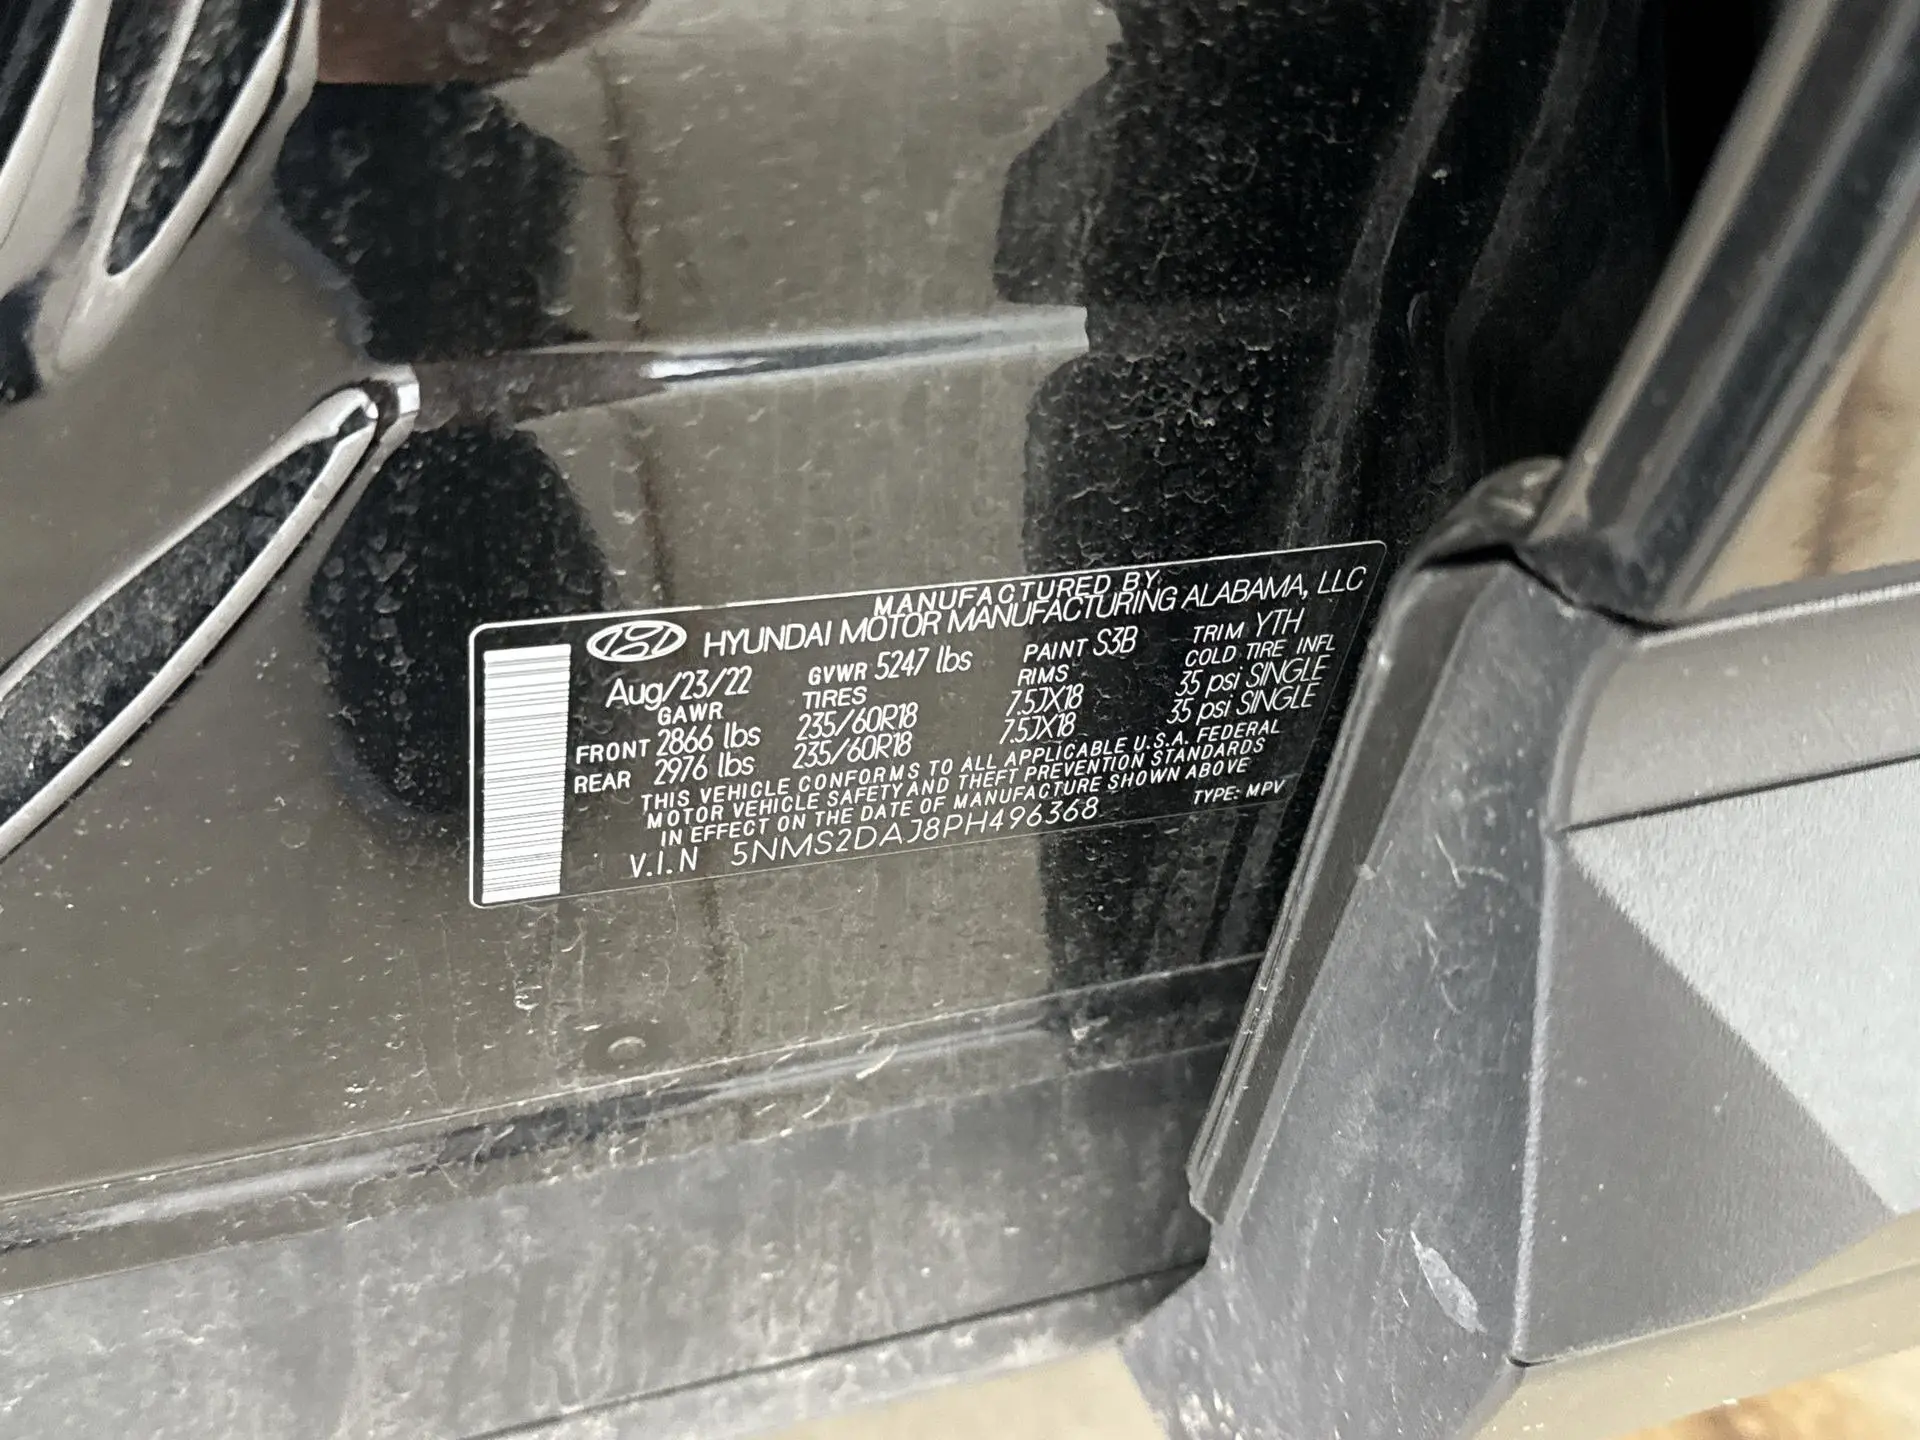 MANUFACTURED BY
HYUNDAI MOTOR MANUFACTURING ALABAMA, LLC
Aug/23/22 GVWR 5247 lbs PAINT S3B TRIM YTH
GAWR TIRES RIMS COLD TIRE INFL
FRONT 2866 lbs 235/60R18 7.5JX18 35 psi SINGLE
REAR 2976 lbs 235/60R18 7.5JX18 35 psi SINGLE
THIS VEHICLE CONFORMS TO ALL APPLICABLE U.S.A. FEDERAL
MOTOR VEHICLE SAFETY AND THEFT PREVENTION STANDARDS
IN EFFECT ON THE DATE OF MANUFACTURE SHOWN ABOVE
V.I.N 5NMS2DAJ8PH496368 TYPE: MPV